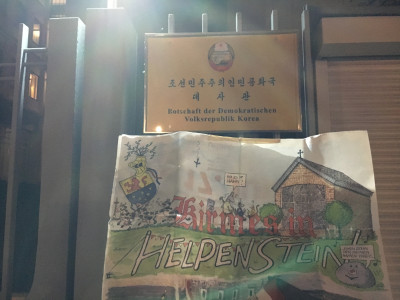 조선민주주의인민공화국
대 사 관
Botschaft der Demokratischen
Volksrepublik Korea
Kirmes in
HELPENSTEIN